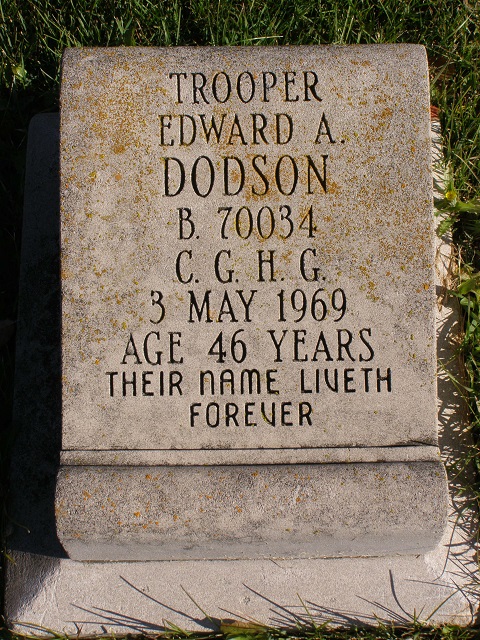 TROOPER
EDWARD A.
DODSON
B. 70034
C. G. H. G.
3 MAY 1969
AGE 46 YEARS
THEIR NAME LIVETH
FOREVER